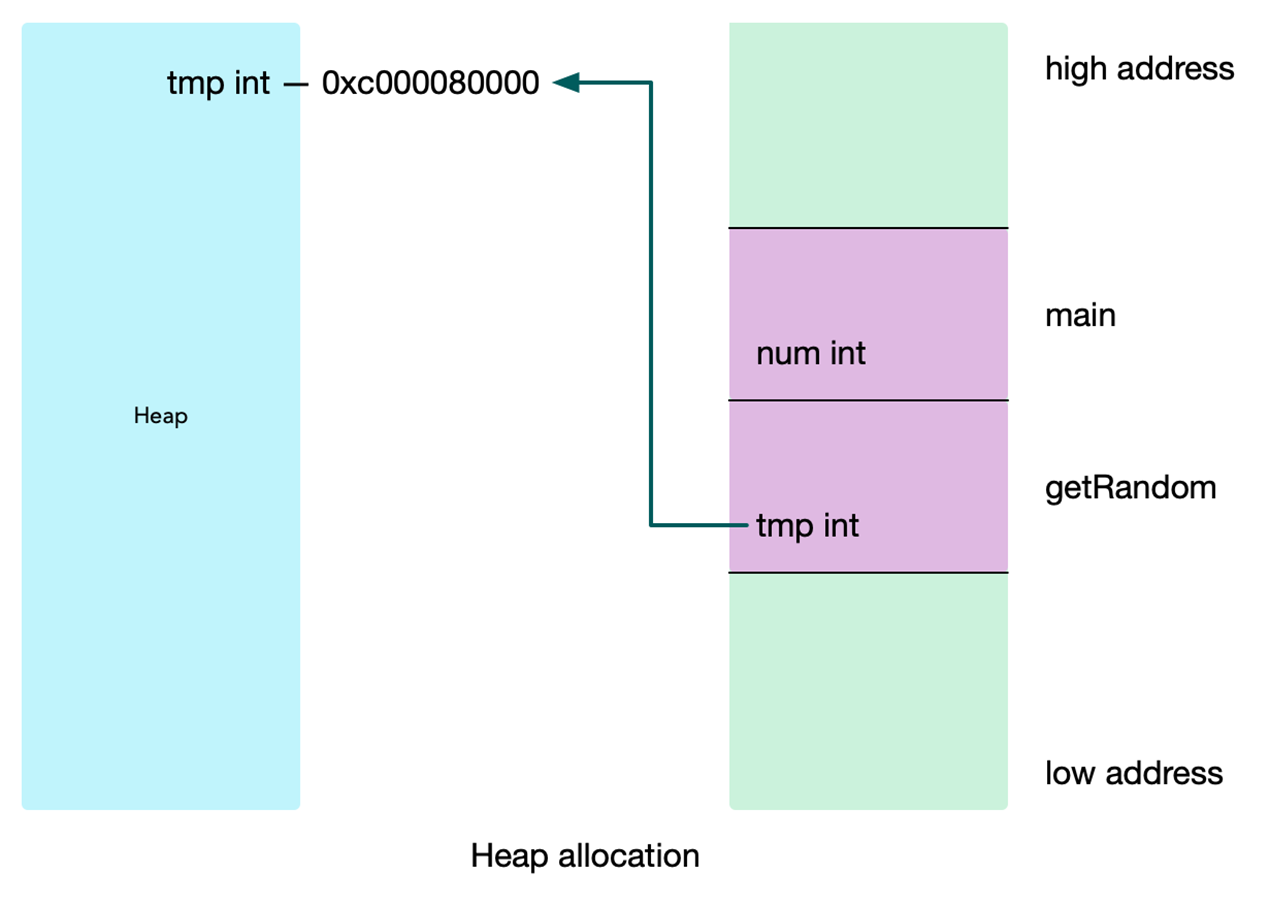 tmp int – 0xc000080000
high address
main
num int
Heap
getRandom
tmp int
low address
Heap allocation